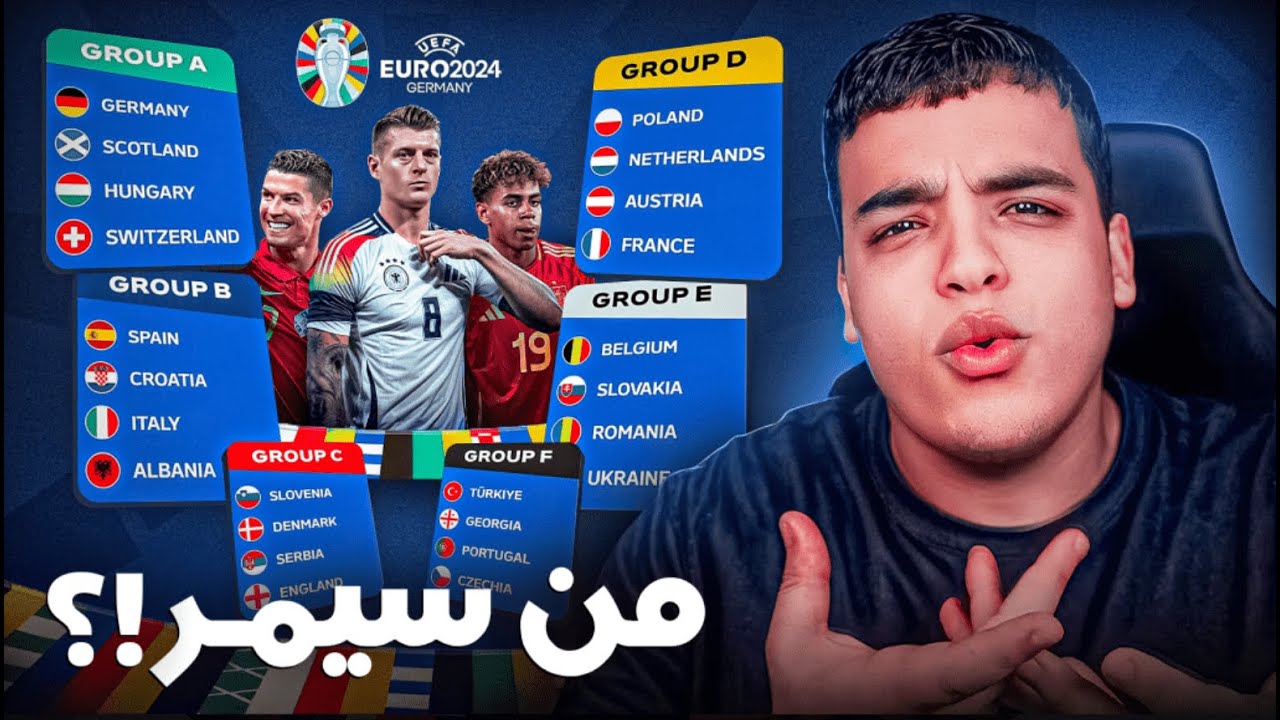 GROUP A
GERMANY
SCOTLAND
HUNGARY
SWITZERLAND
GROUP B
SPAIN
CROATIA
ITALY
ALBANIA
GROUP C
SLOVENIA
DENMARK
SERBIA
ENGLAND
UEFA
EURO2024
GERMANY
8
19
GROUP D
POLAND
NETHERLANDS
AUSTRIA
FRANCE
GROUP E
BELGIUM
SLOVAKIA
ROMANIA
UKRAINE
GROUP F
TÜRKIYE
GEORGIA
PORTUGAL
CZECHIA
من سيمر!؟